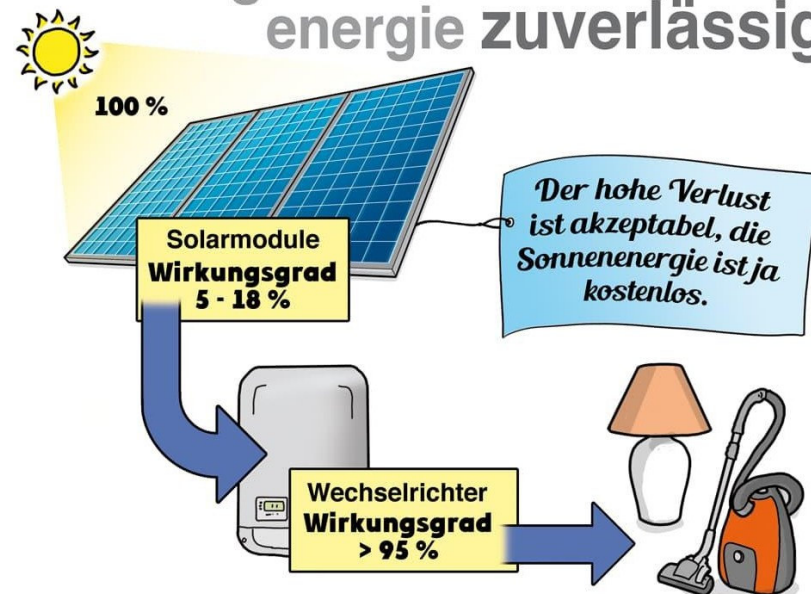 energie zuverlässig
100 %
Der hohe Verlust
ist akzeptabel, die
Sonnenenergie ist ja
kostenlos.
Solarmodule
Wirkungsgrad
5 - 18 %
Wechselrichter
Wirkungsgrad
> 95 %